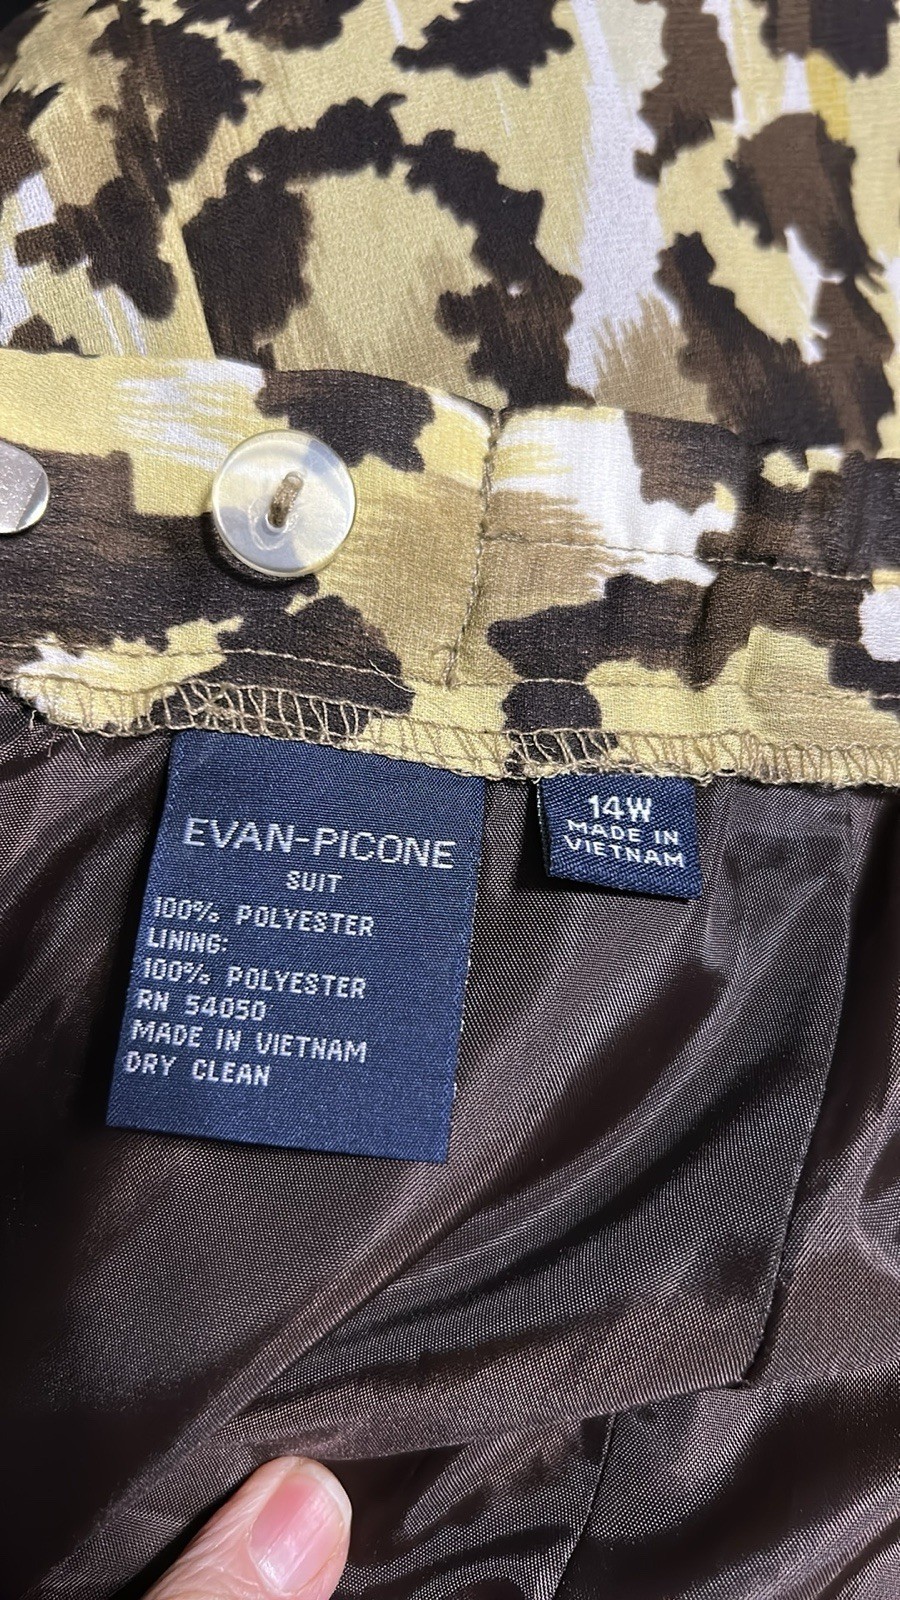 EVAN-PICONE
SUIT
100% POLYESTER
LINING:
100% POLYESTER
RN 54050
MADE IN VIETNAM
DRY CLEAN
14W
MADE IN
VIETNAM